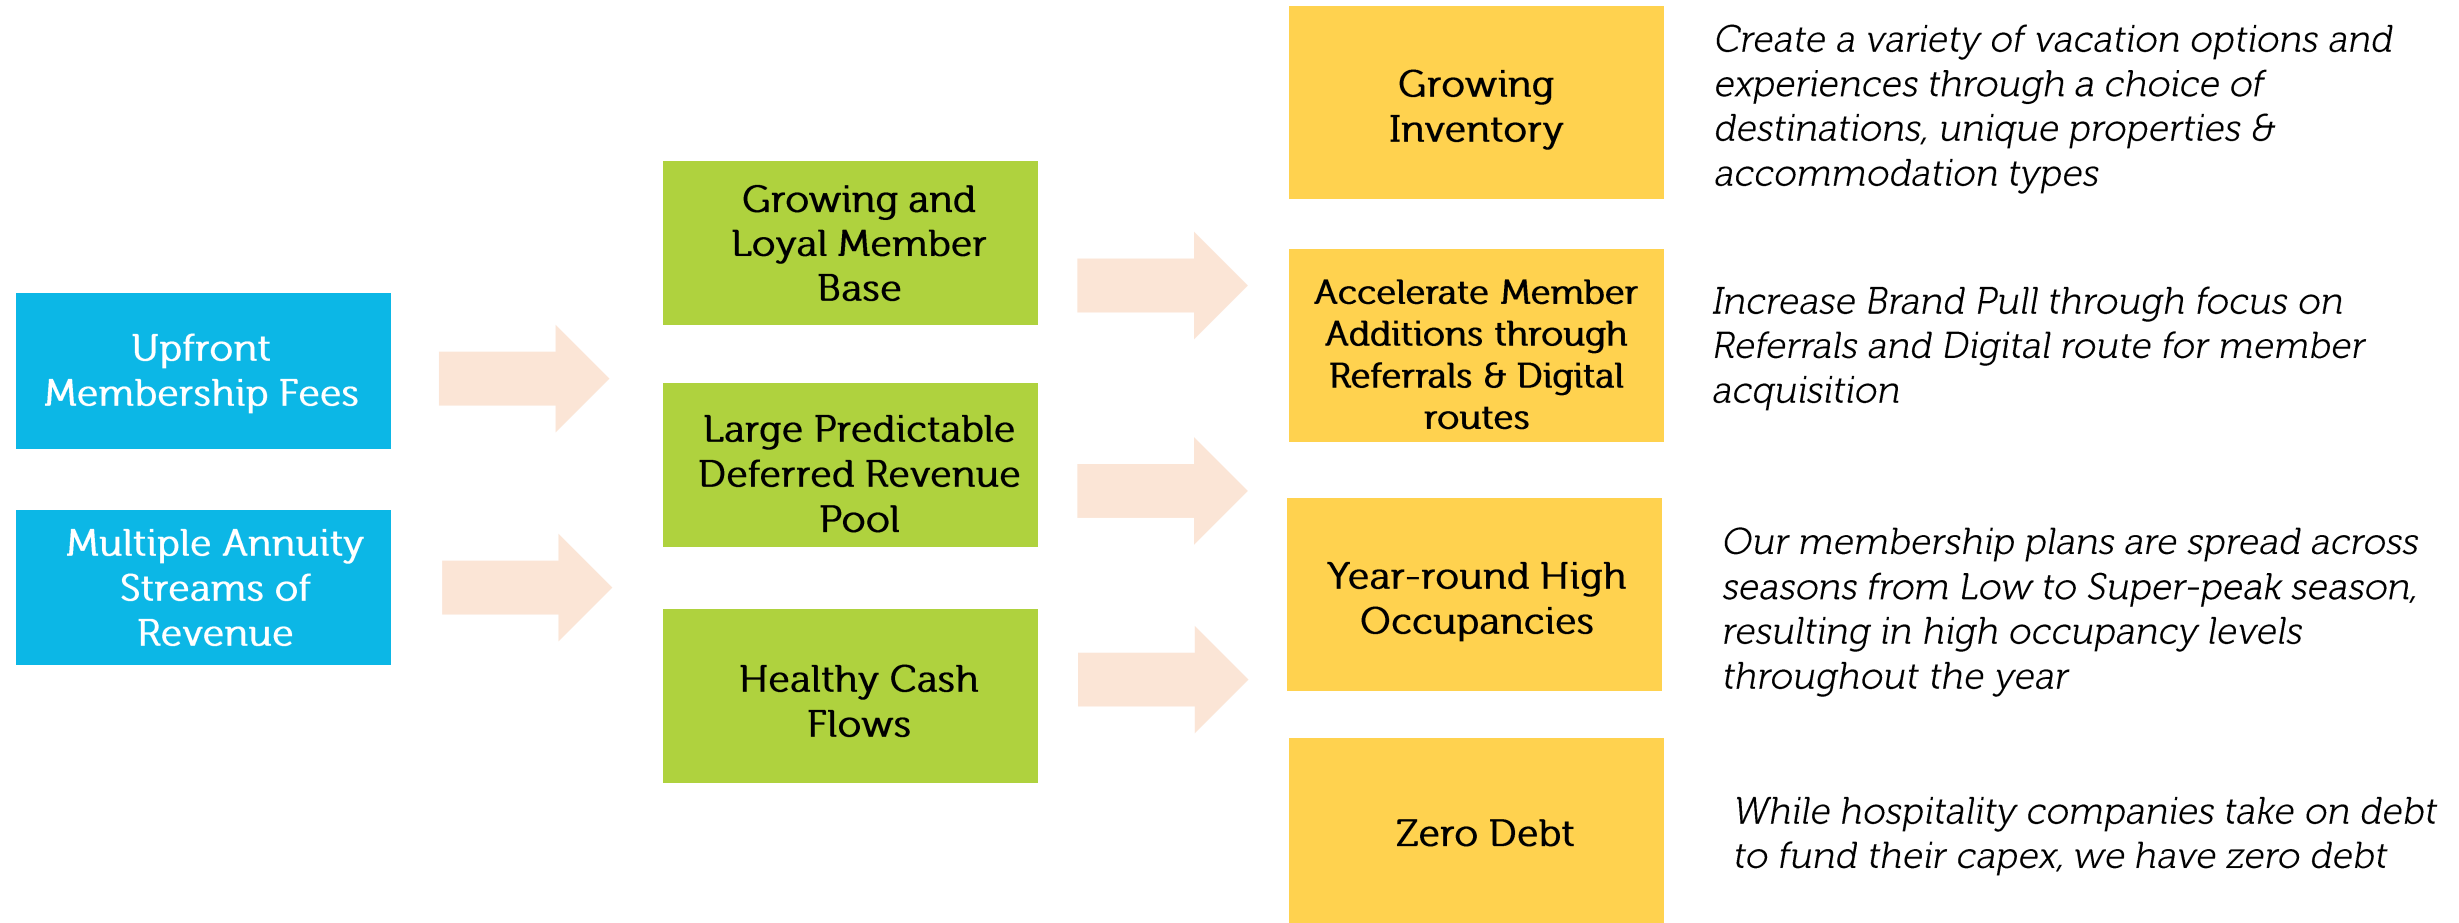 Upfront
Membership Fees
Multiple Annuity
Streams of
Revenue
Growing and
Loyal Member
Base
Large Predictable
Deferred Revenue
Pool
Healthy Cash
Flows
Growing
Inventory
Create a variety of vacation options and
experiences through a choice of
destinations, unique properties &
accommodation types
Accelerate Member
Additions through
Referrals & Digital
routes
Increase Brand Pull through focus on
Referrals and Digital route for member
acquisition
Year-round High
Occupancies
Our membership plans are spread across
seasons from Low to Super-peak season,
resulting in high occupancy levels
throughout the year
Zero Debt
While hospitality companies take on debt
to fund their capex, we have zero debt